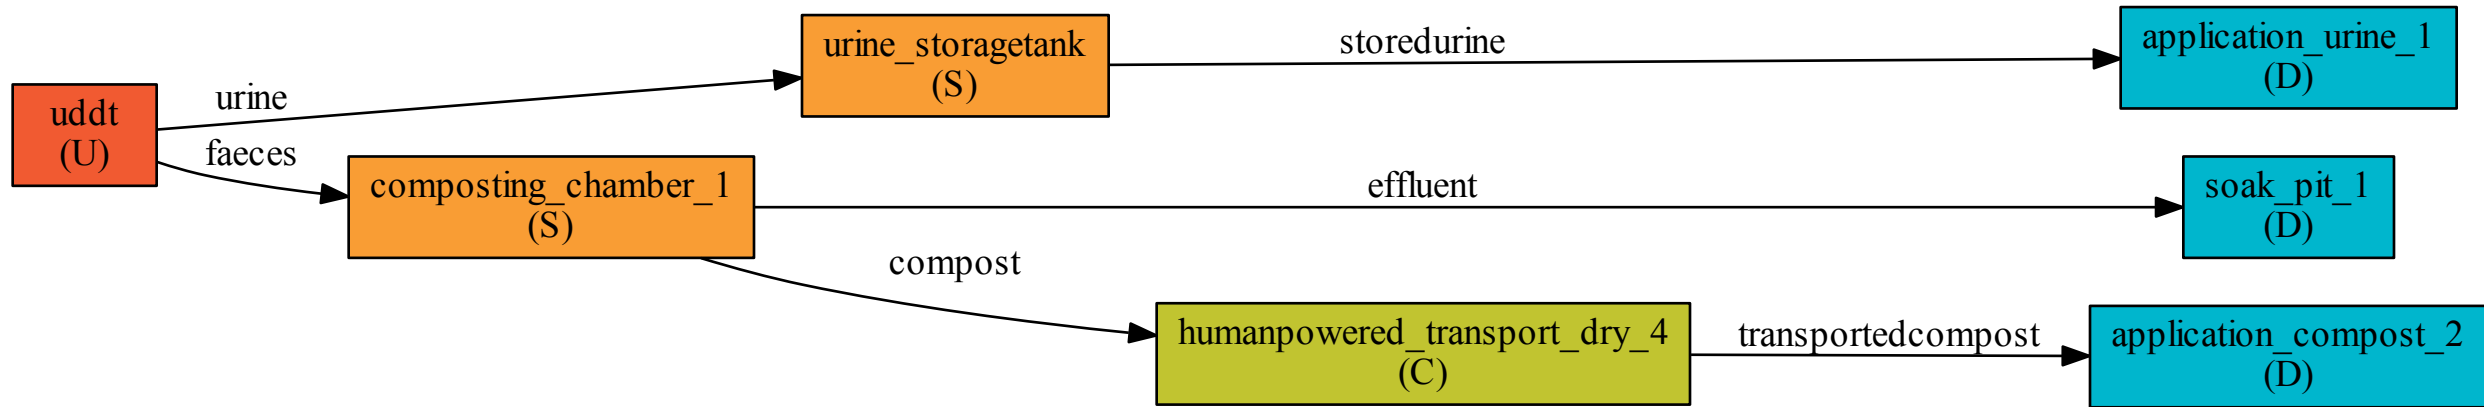 urine_storagetank
(S)
storedurine
application_urine_1
(D)
uddt
(U)
urine
faeces
composting_chamber_1
(S)
effluent
soak_pit_1
(D)
compost
humanpowered_transport_dry_4
(C)
transportedcompost
application_compost_2
(D)